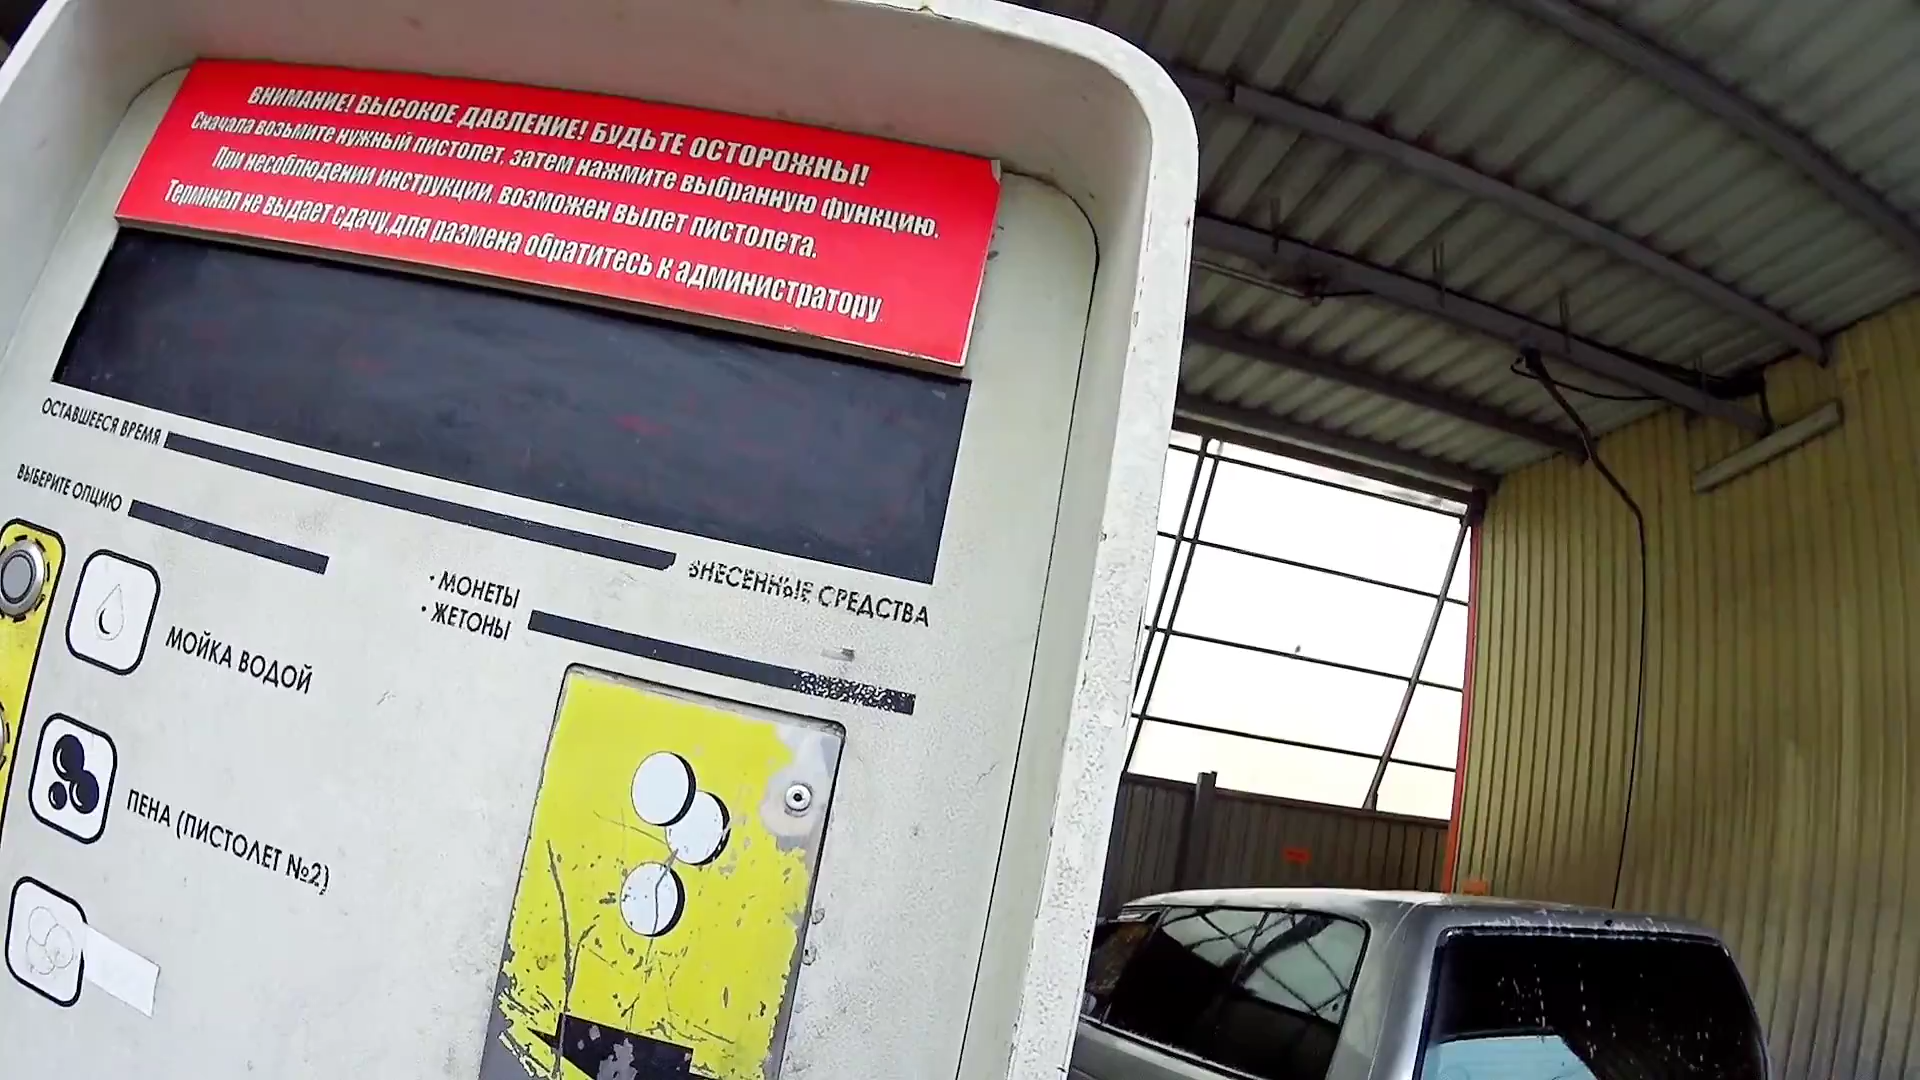 ВНИМАНИЕ! ВЫСОКОЕ ДАВЛЕНИЕ! БУДЬТЕ ОСТОРОЖНЫ!
Сначала возьмите нужный пистолет, затем нажмите выбранную функцию.
При несоблюдении инструкции, возможен вылет пистолета.
Терминал не выдает сдачу,для размена обратитесь к администратору.
ОСТАВШЕЕСЯ ВРЕМЯ
ВНЕСЕННЫЕ СРЕДСТВА
ВЫБЕРИТЕ ОПЦИЮ
• МОНЕТЫ
• ЖЕТОНЫ
МОЙКА ВОДОЙ
ПЕНА (ПИСТОЛЕТ №2)